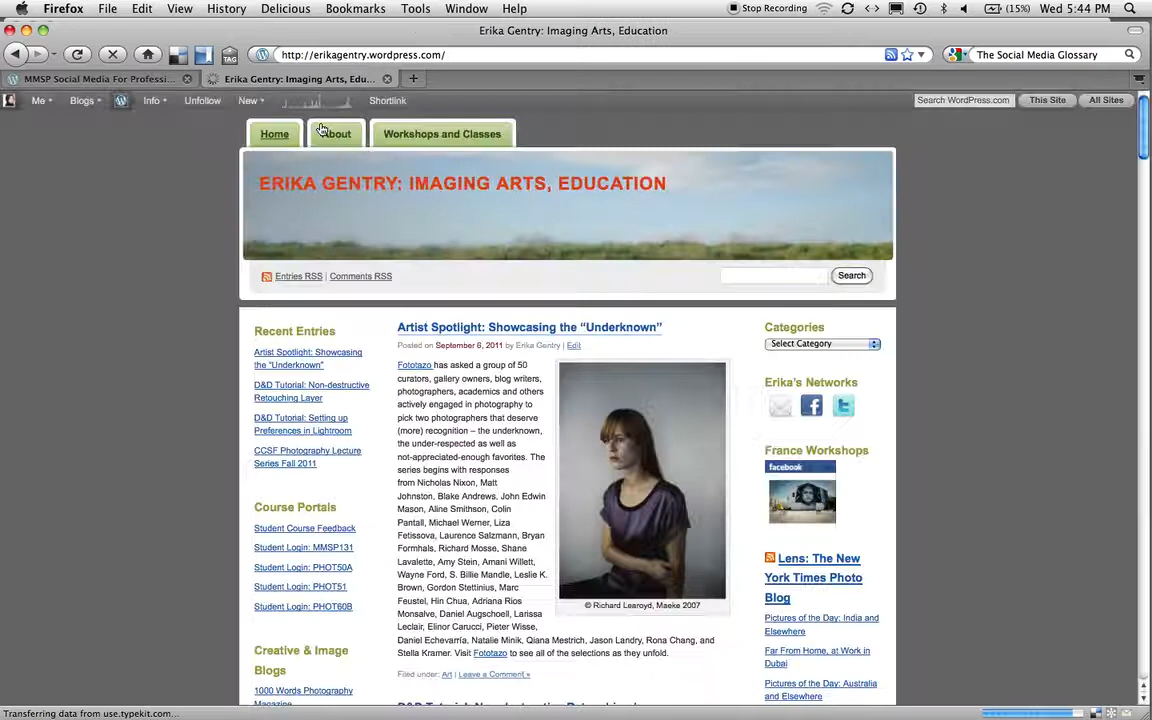 Firefox File Edit View History Delicious Bookmarks Tools Window Help Stop Recording (15%) Wed 5:44 PM
Erika Gentry: Imaging Arts, Education
TAG http://erikagentry.wordpress.com/ The Social Media Glossary
MMSP Social Media For Professi... Erika Gentry: Imaging Arts, Edu...
Me Blogs Info Unfollow New Shortlink Search WordPress.com This Site All Sites
Home About Workshops and Classes
ERIKA GENTRY: IMAGING ARTS, EDUCATION
Entries RSS | Comments RSS Search
Recent Entries
Artist Spotlight: Showcasing
the “Underknown”
D&D Tutorial: Non-destructive
Retouching Layer
D&D Tutorial: Setting up
Preferences in Lightroom
CCSF Photography Lecture
Series Fall 2011
Course Portals
Student Course Feedback
Student Login: MMSP131
Student Login: PHOT50A
Student Login: PHOT51
Student Login: PHOT60B
Creative & Image
Blogs
1000 Words Photography
Magazine
Artist Spotlight: Showcasing the “Underknown”
Posted on September 6, 2011 by Erika Gentry | Edit
Fototazo has asked a group of 50
curators, gallery owners, blog writers,
photographers, academics and others
actively engaged in photography to
pick two photographers that deserve
(more) recognition – the underknown,
the under-respected as well as
not-appreciated-enough favorites. The
series begins with responses
from Nicholas Nixon, Matt
Johnston, Blake Andrews, John Edwin
Mason, Aline Smithson, Colin
Pantall, Michael Werner, Liza
Fetissova, Laurence Salzmann, Bryan
Formhals, Richard Mosse, Shane
Lavalette, Amy Stein, Amani Willett,
Wayne Ford, S. Billie Mandle, Leslie K.
Brown, Gordon Stettinius, Marc
Feustel, Hin Chua, Adriana Rios
Monsalve, Daniel Augschoell, Larissa
Leclair, Elinor Carucci, Pieter Wisse,
Daniel Echevarría, Natalie Minik, Qiana Mestrich, Jason Landry, Rona Chang, and
Stella Kramer. Visit Fototazo to see all of the selections as they unfold.
© Richard Learoyd, Maeke 2007
Filed under: Art | Leave a Comment »
Categories
Select Category
Erika's Networks
France Workshops
facebook
Lens: The New
York Times Photo
Blog
Pictures of the Day: India and
Elsewhere
Far From Home, at Work in
Dubai
Pictures of the Day: Australia
and Elsewhere
Transferring data from use.typekit.com...